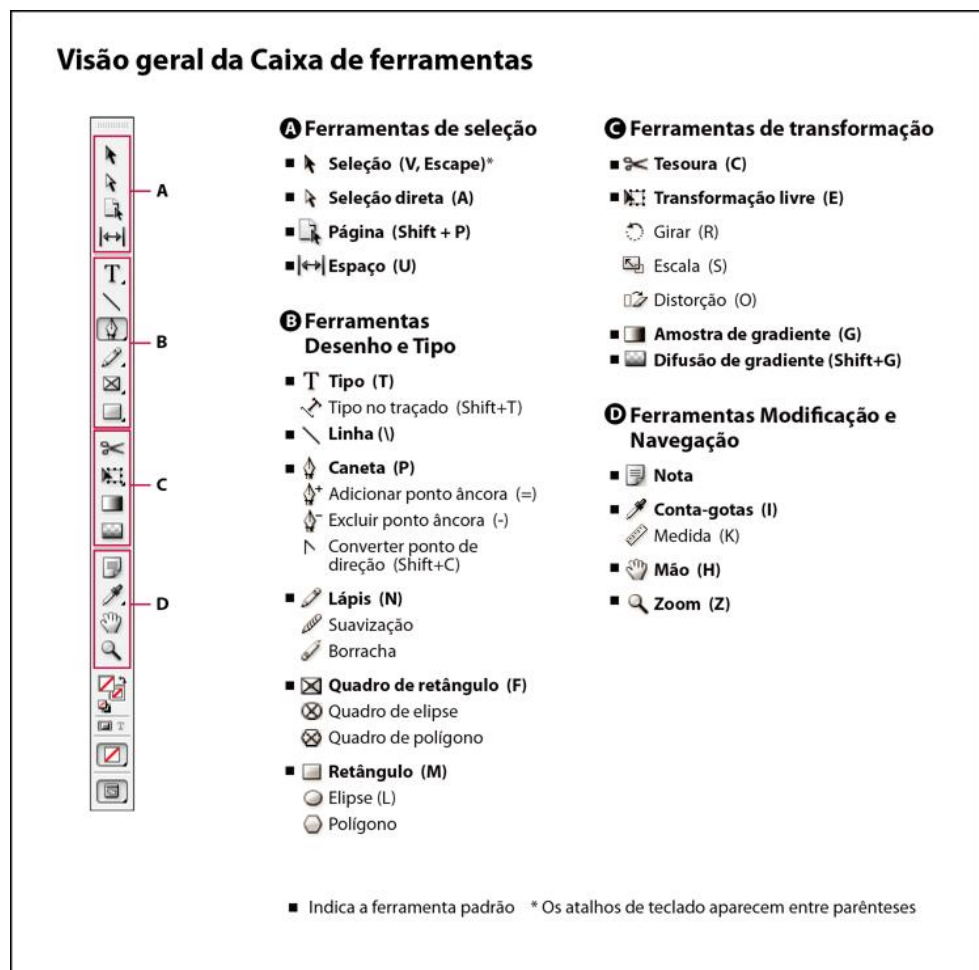 Visão geral da Caixa de ferramentas
A
B
C
D
A Ferramentas de seleção
Seleção (V, Escape)*
Seleção direta (A)
Página (Shift + P)
Espaço (U)
B Ferramentas
Desenho e Tipo
T Tipo (T)
Tipo no traçado (Shift+T)
Linha (\)
Caneta (P)
Adicionar ponto âncora (=)
Excluir ponto âncora (-)
Converter ponto de
direção (Shift+C)
Lápis (N)
Suavização
Borracha
Quadro de retângulo (F)
Quadro de elipse
Quadro de polígono
Retângulo (M)
Elipse (L)
Polígono
C Ferramentas de transformação
Tesoura (C)
Transformação livre (E)
Girar (R)
Escala (S)
Distorção (O)
Amostra de gradiente (G)
Difusão de gradiente (Shift+G)
D Ferramentas Modificação e
Navegação
Nota
Conta-gotas (I)
Medida (K)
Mão (H)
Zoom (Z)
Indica a ferramenta padrão * Os atalhos de teclado aparecem entre parênteses